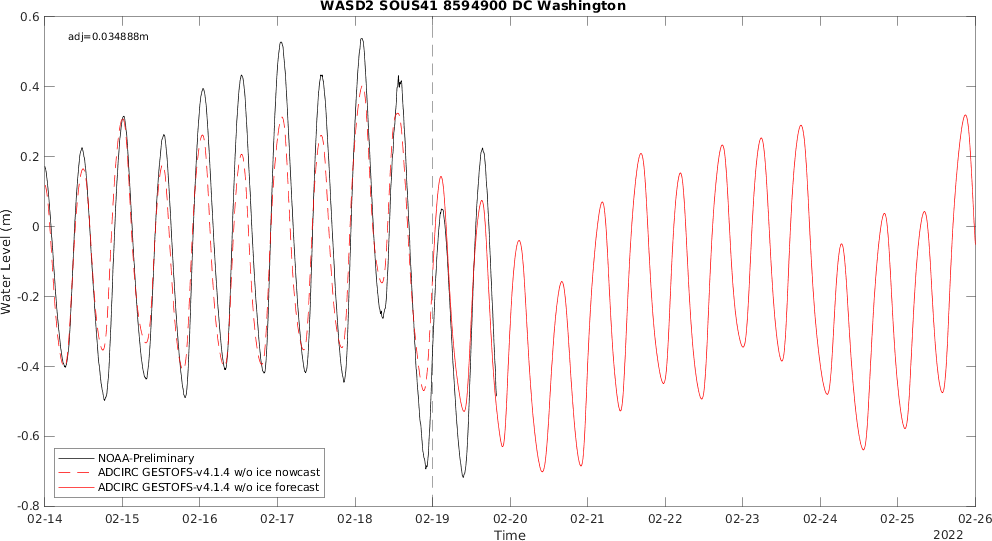 WASD2 SOUS41 8594900 DC Washington
adj=0.034888m
0.6
0.4
0.2
0
-0.2
-0.4
-0.6
-0.8
Water Level (m)
NOAA-Preliminary
ADCIRC GESTOFS-v4.1.4 w/o ice nowcast
ADCIRC GESTOFS-v4.1.4 w/o ice forecast
02-14 02-15 02-16 02-17 02-18 02-19 02-20 02-21 02-22 02-23 02-24 02-25 02-26
Time
2022